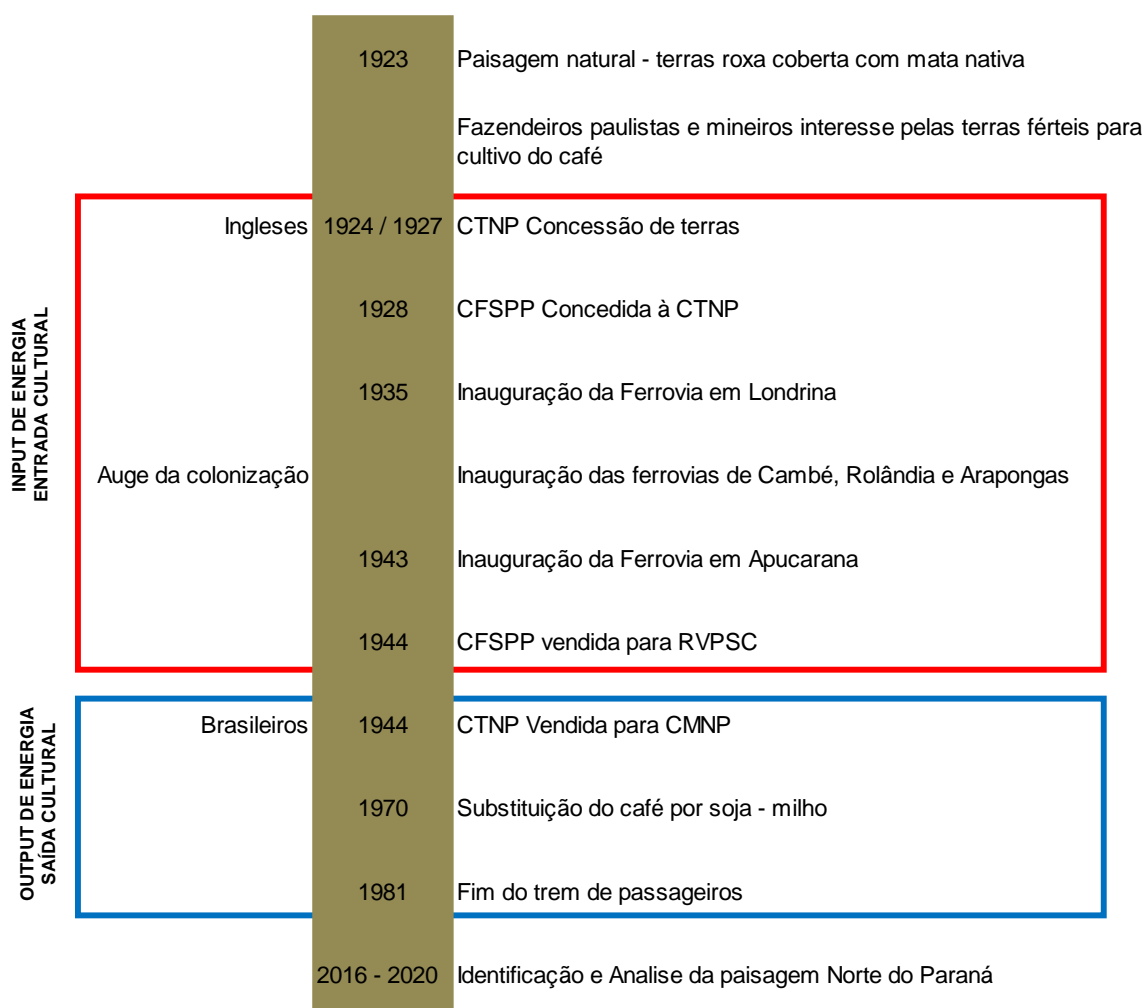 1923 Paisagem natural - terras roxa coberta com mata nativa
Fazendeiros paulistas e mineiros interesse pelas terras férteis para
cultivo do café
INPUT DE ENERGIA
ENTRADA CULTURAL
Ingleses 1924 / 1927 CTNP Concessão de terras
1928 CFSPP Concedida à CTNP
1935 Inauguração da Ferrovia em Londrina
Auge da colonização Inauguração das ferrovias de Cambé, Rolândia e Arapongas
1943 Inauguração da Ferrovia em Apucarana
1944 CFSPP vendida para RVPSC
OUTPUT DE ENERGIA
SAÍDA CULTURAL
Brasileiros 1944 CTNP Vendida para CMNP
1970 Substituição do café por soja - milho
1981 Fim do trem de passageiros
2016 - 2020 Identificação e Analise da paisagem Norte do Paraná